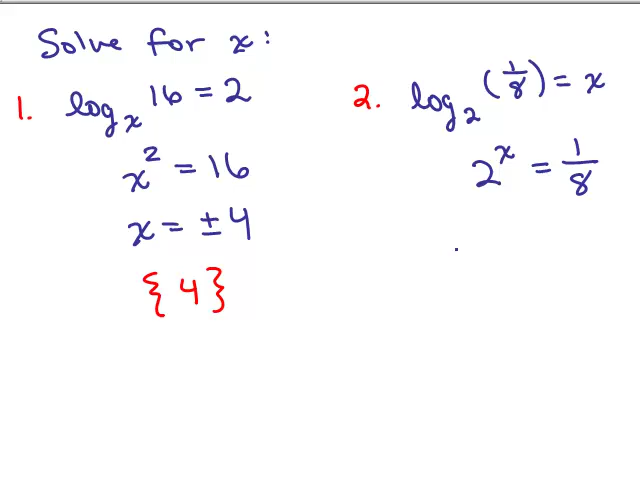 Solve for x:
1. log_x 16 = 2
x^2 = 16
x = ±4
{4}
2. log_2 (1/8) = x
2^x = 1/8